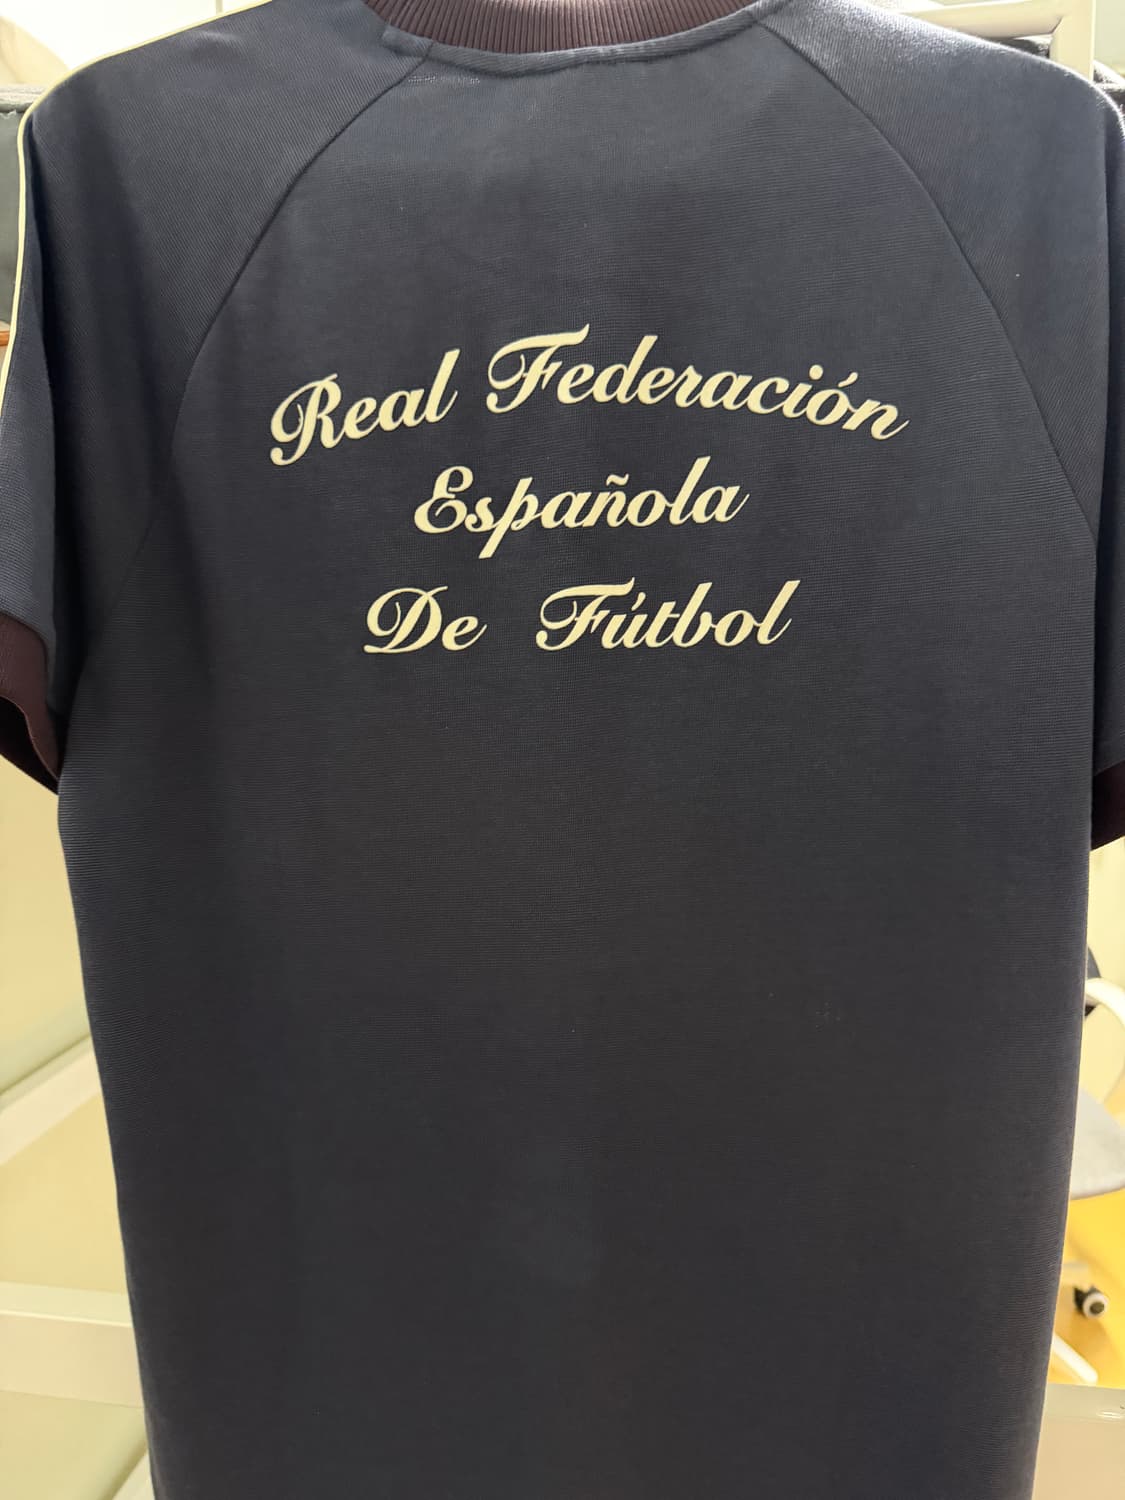 Real Federación
Española
De Fútbol